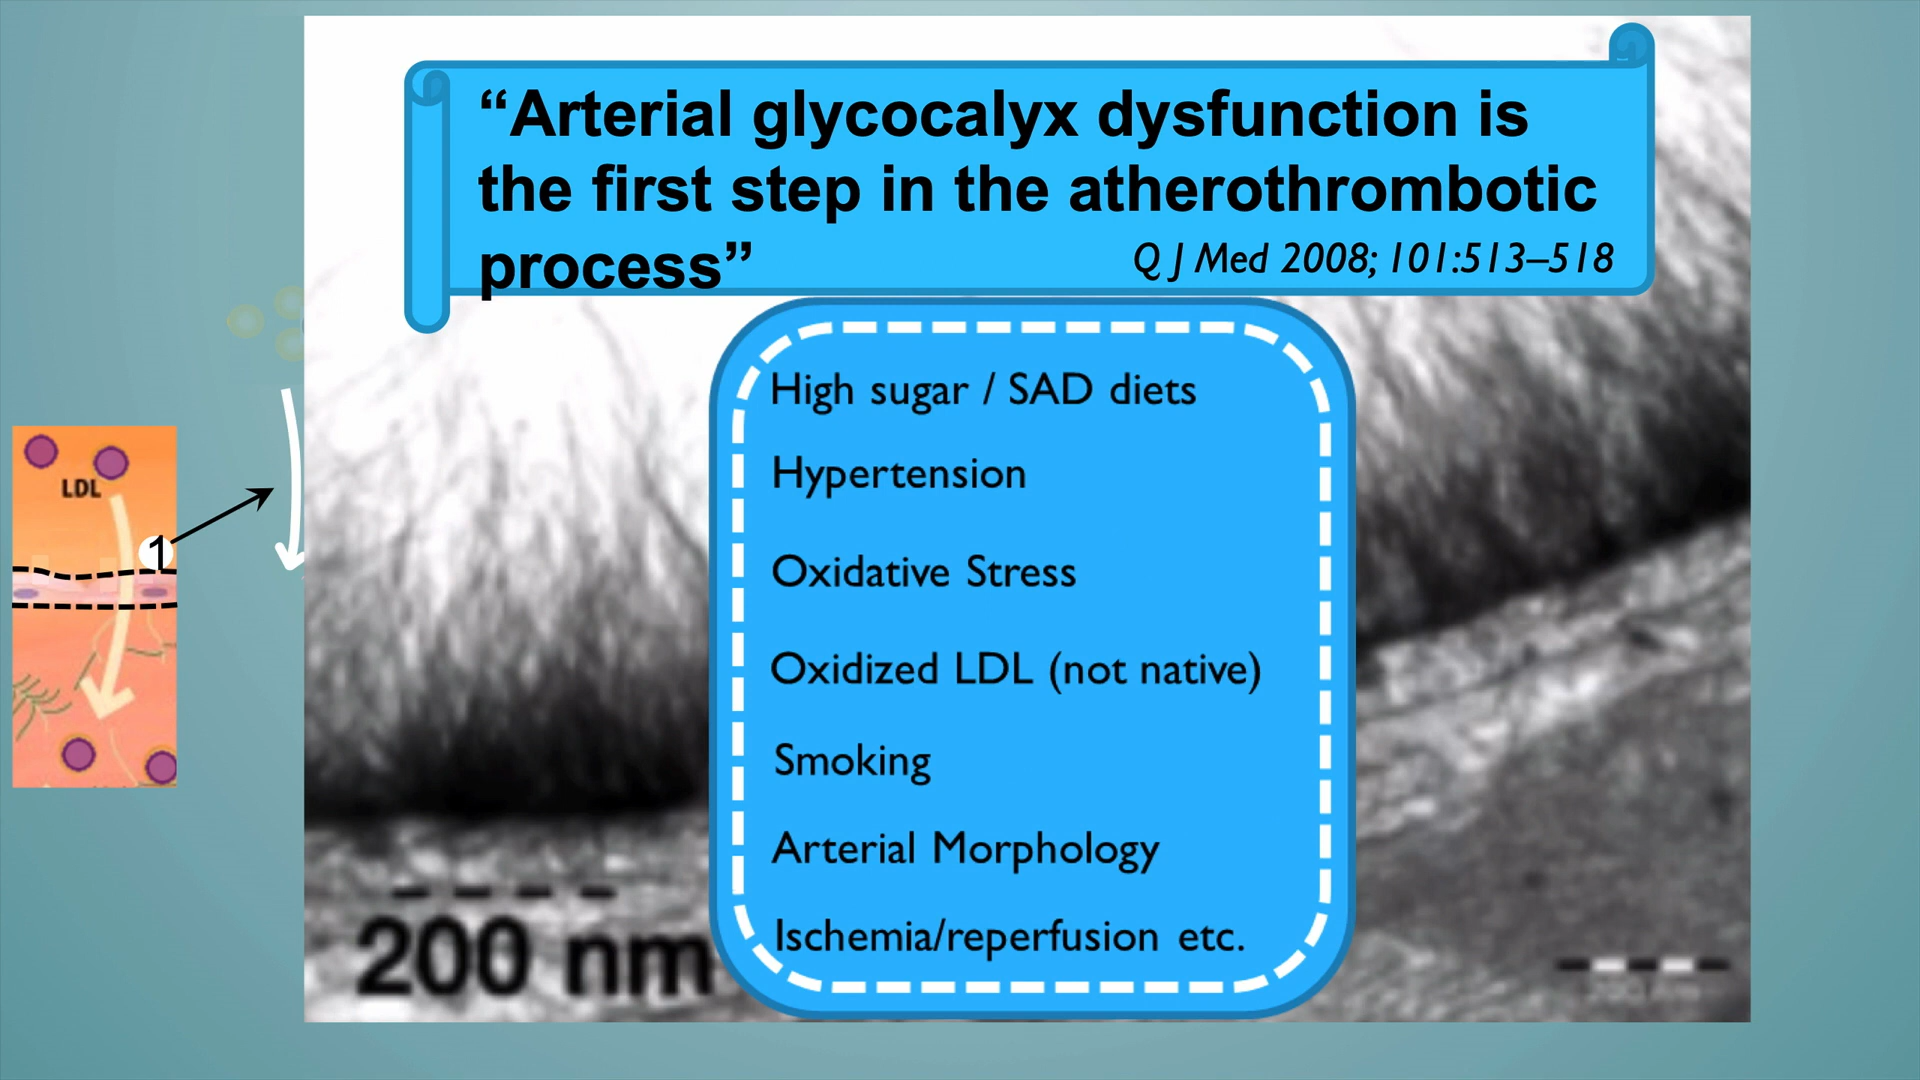 “Arterial glycocalyx dysfunction is
the first step in the atherothrombotic
process”
Q J Med 2008; 101:513–518
High sugar / SAD diets
Hypertension
Oxidative Stress
Oxidized LDL (not native)
Smoking
Arterial Morphology
Ischemia/reperfusion etc.
LDL
1
200 nm